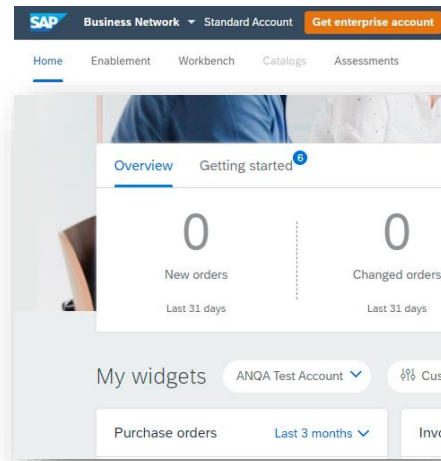 SAP Business Network Standard Account Get enterprise account
Home Enablement Workbench Catalogs Assessments
Overview Getting started 6
0 0
New orders Changed orders
Last 31 days Last 31 days
My widgets ANQA Test Account Cus
Purchase orders Last 3 months Invo